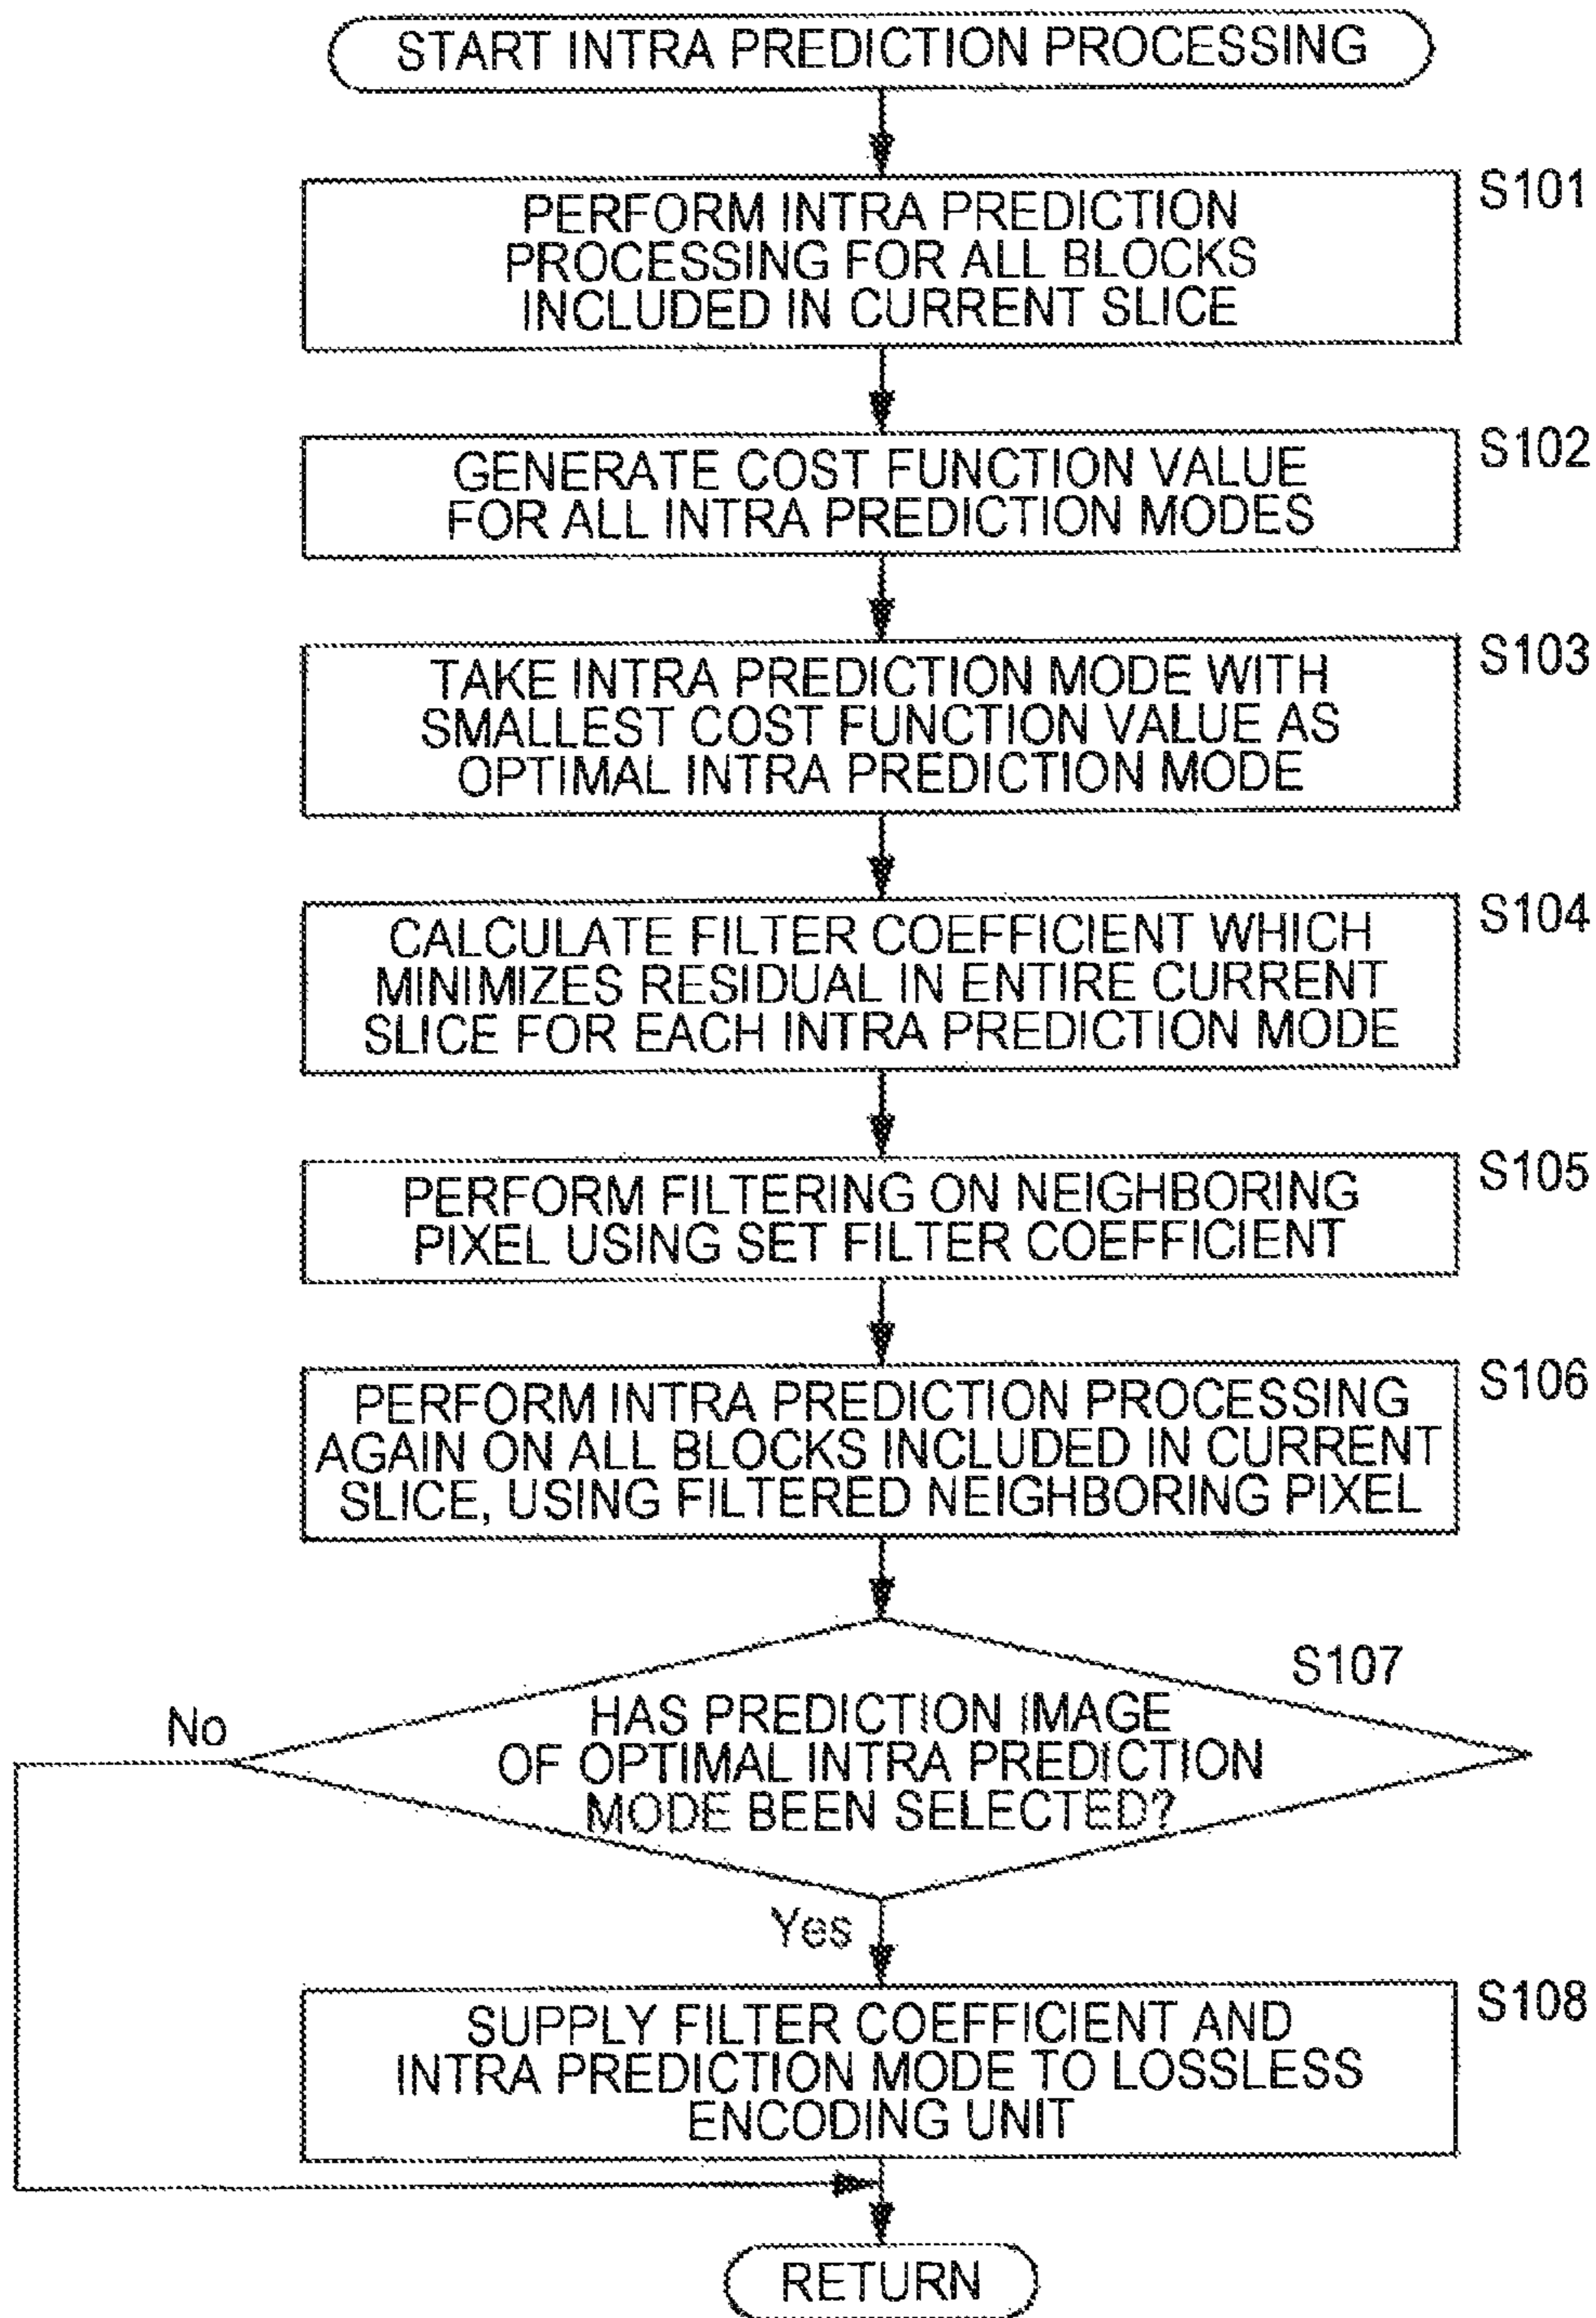 START INTRA PREDICTION PROCESSING
S101
PERFORM INTRA PREDICTION
PROCESSING FOR ALL BLOCKS
INCLUDED IN CURRENT SLICE
S102
GENERATE COST FUNCTION VALUE
FOR ALL INTRA PREDICTION MODES
S103
TAKE INTRA PREDICTION MODE WITH
SMALLEST COST FUNCTION VALUE AS
OPTIMAL INTRA PREDICTION MODE
S104
CALCULATE FILTER COEFFICIENT WHICH
MINIMIZES RESIDUAL IN ENTIRE CURRENT
SLICE FOR EACH INTRA PREDICTION MODE
S105
PERFORM FILTERING ON NEIGHBORING
PIXEL USING SET FILTER COEFFICIENT
S106
PERFORM INTRA PREDICTION PROCESSING
AGAIN ON ALL BLOCKS INCLUDED IN CURRENT
SLICE, USING FILTERED NEIGHBORING PIXEL
S107
No
HAS PREDICTION IMAGE
OF OPTIMAL INTRA PREDICTION
MODE BEEN SELECTED?
Yes
S108
SUPPLY FILTER COEFFICIENT AND
INTRA PREDICTION MODE TO LOSSLESS
ENCODING UNIT
RETURN